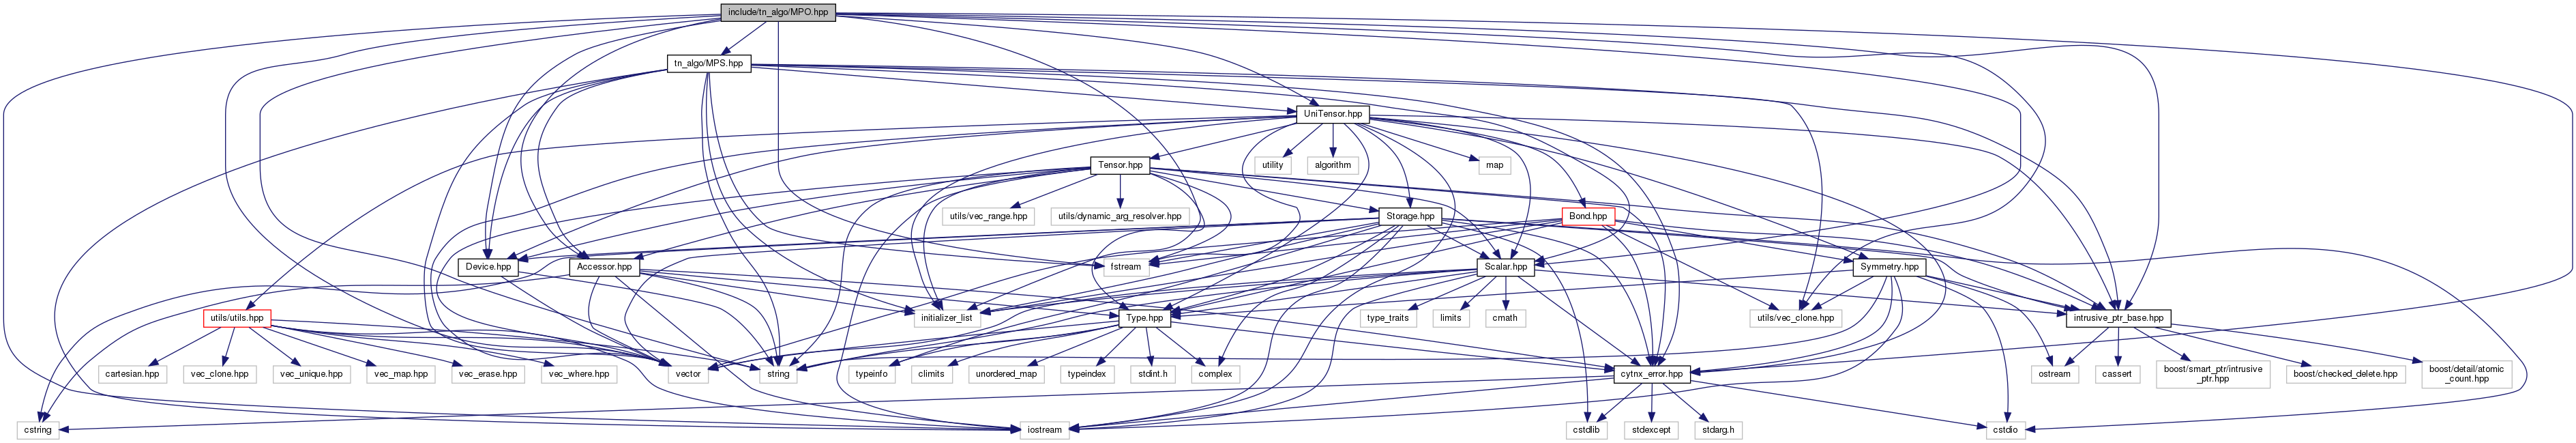 include/tn_algo/MPO.hpp
tn_algo/MPS.hpp
UniTensor.hpp
Tensor.hpp
utility
algorithm
map
utils/vec_range.hpp
utils/dynamic_arg_resolver.hpp
Storage.hpp
Bond.hpp
Device.hpp
Accessor.hpp
fstream
Scalar.hpp
Symmetry.hpp
utils/utils.hpp
initializer_list
Type.hpp
type_traits
limits
cmath
utils/vec_clone.hpp
intrusive_ptr_base.hpp
cartesian.hpp
vec_clone.hpp
vec_unique.hpp
vec_map.hpp
vec_erase.hpp
vec_where.hpp
vector
string
typeinfo
climits
unordered_map
typeindex
stdint.h
complex
cytnx_error.hpp
ostream
cassert
boost/smart_ptr/intrusive
_ptr.hpp
boost/checked_delete.hpp
boost/detail/atomic
_count.hpp
cstring
iostream
cstdlib
stdexcept
stdarg.h
cstdio